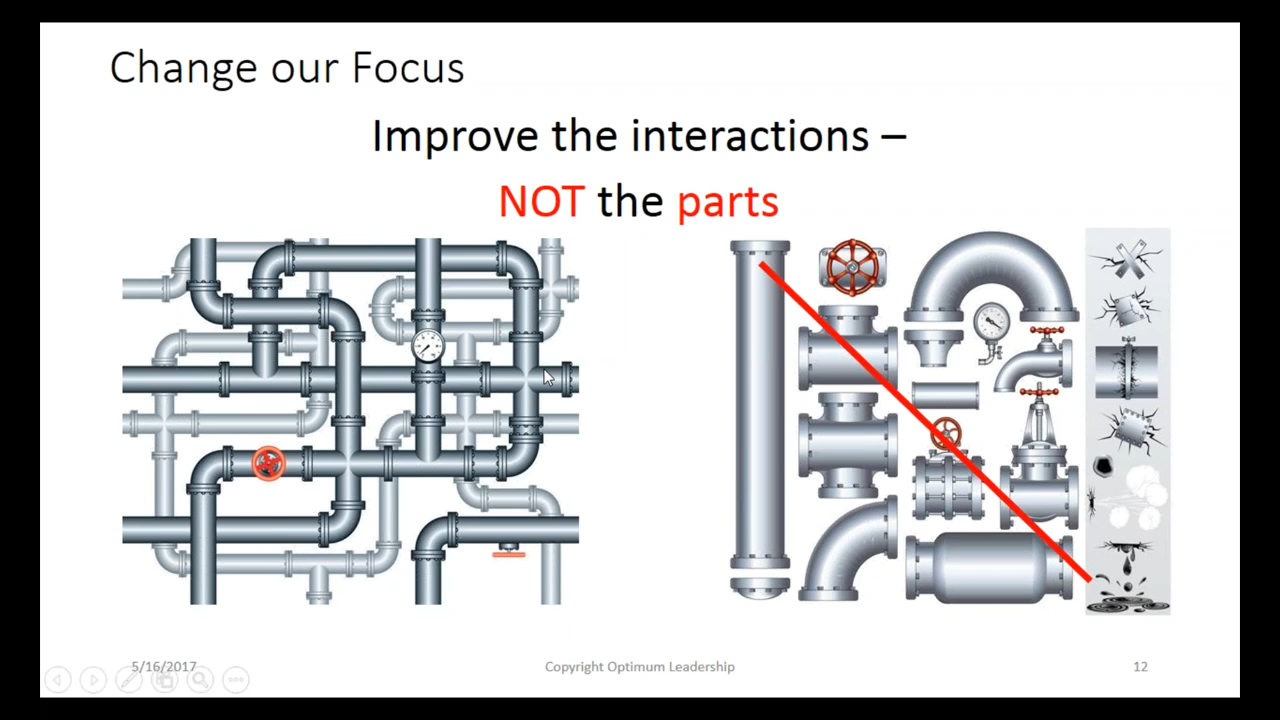 Change our Focus
Improve the interactions –
NOT the parts
5/16/2017
Copyright Optimum Leadership
12